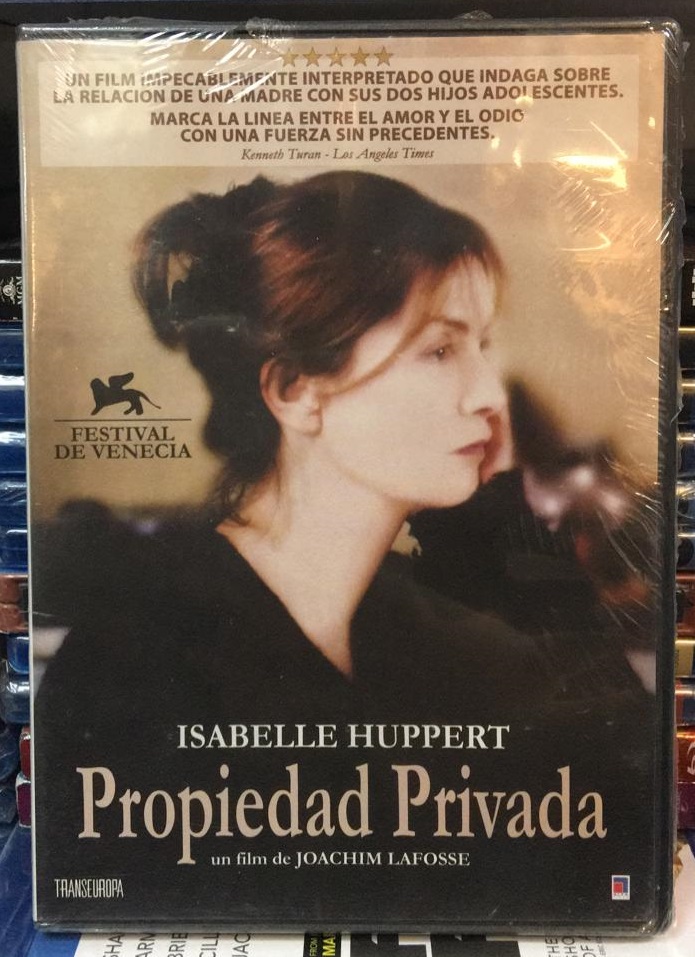 UN FILM IMPECABLEMENTE INTERPRETADO QUE INDAGA SOBRE
LA RELACION DE UNA MADRE CON SUS DOS HIJOS ADOLESCENTES.
MARCA LA LINEA ENTRE EL AMOR Y EL ODIO
CON UNA FUERZA SIN PRECEDENTES.
Kenneth Turan - Los Angeles Times
MGM
FESTIVAL
DE VENECIA
ISABELLE HUPPERT
Propiedad Privada
un film de JOACHIM LAFOSSE
TRANSEUROPA